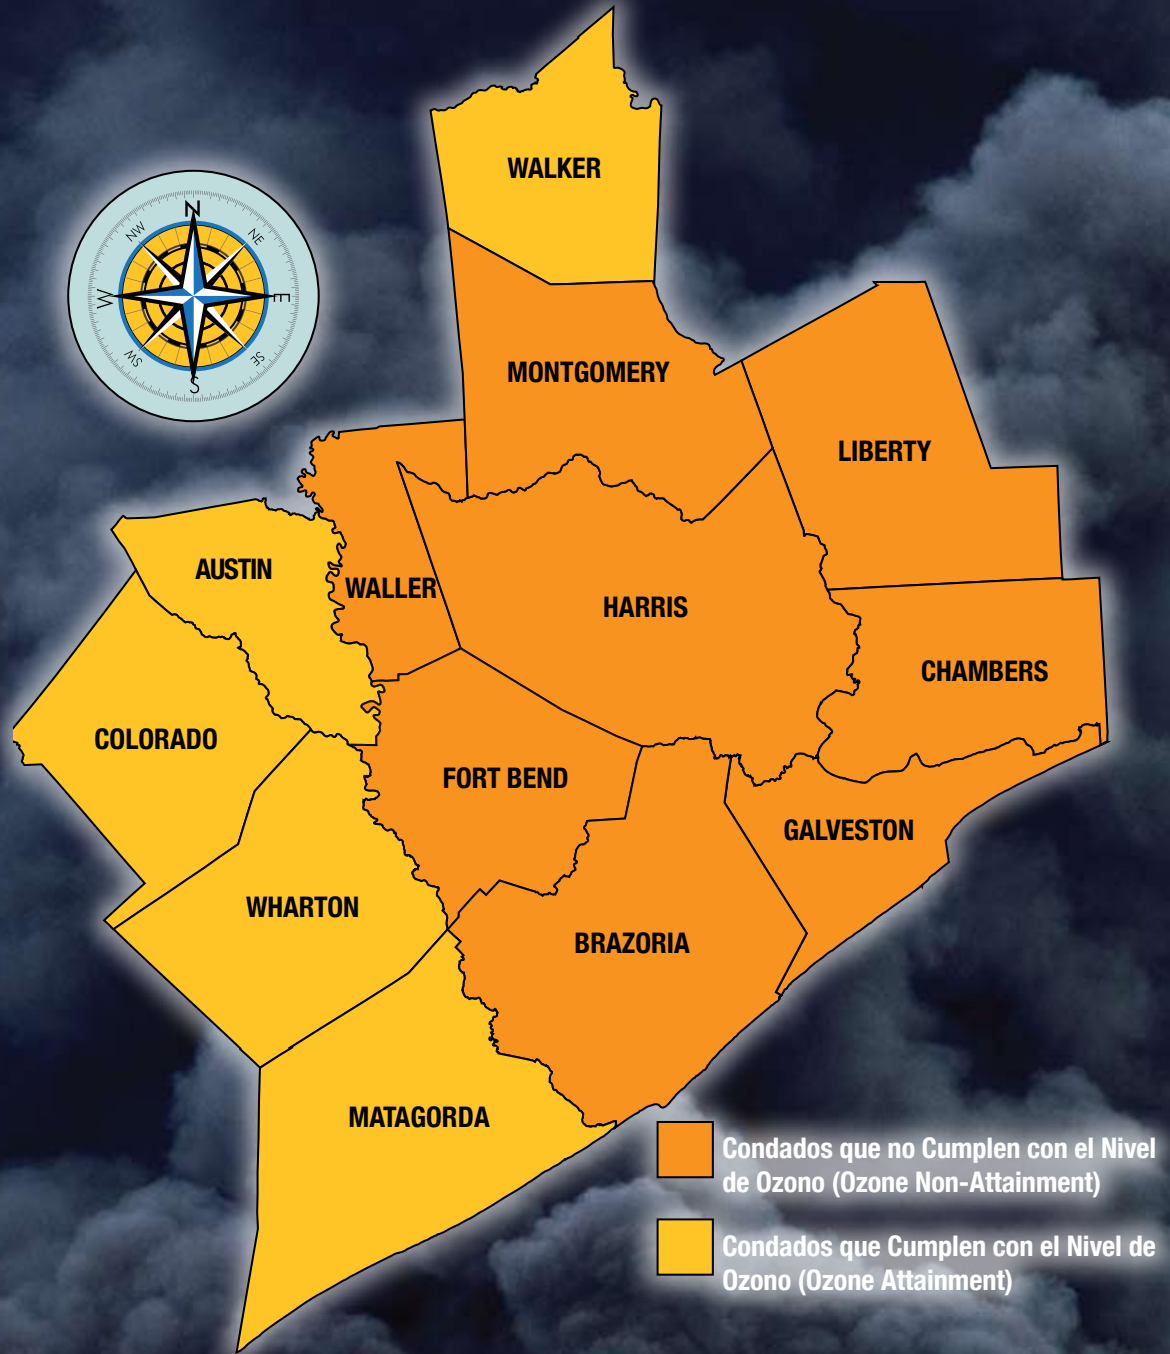 WALKER
N
NW
NE
W
E
SW
SE
S
MONTGOMERY
LIBERTY
AUSTIN
WALLER
HARRIS
CHAMBERS
COLORADO
FORT BEND
GALVESTON
WHARTON
BRAZORIA
MATAGORDA
Condados que no Cumplen con el Nivel
de Ozono (Ozone Non-Attainment)
Condados que Cumplen con el Nivel de
Ozono (Ozone Attainment)